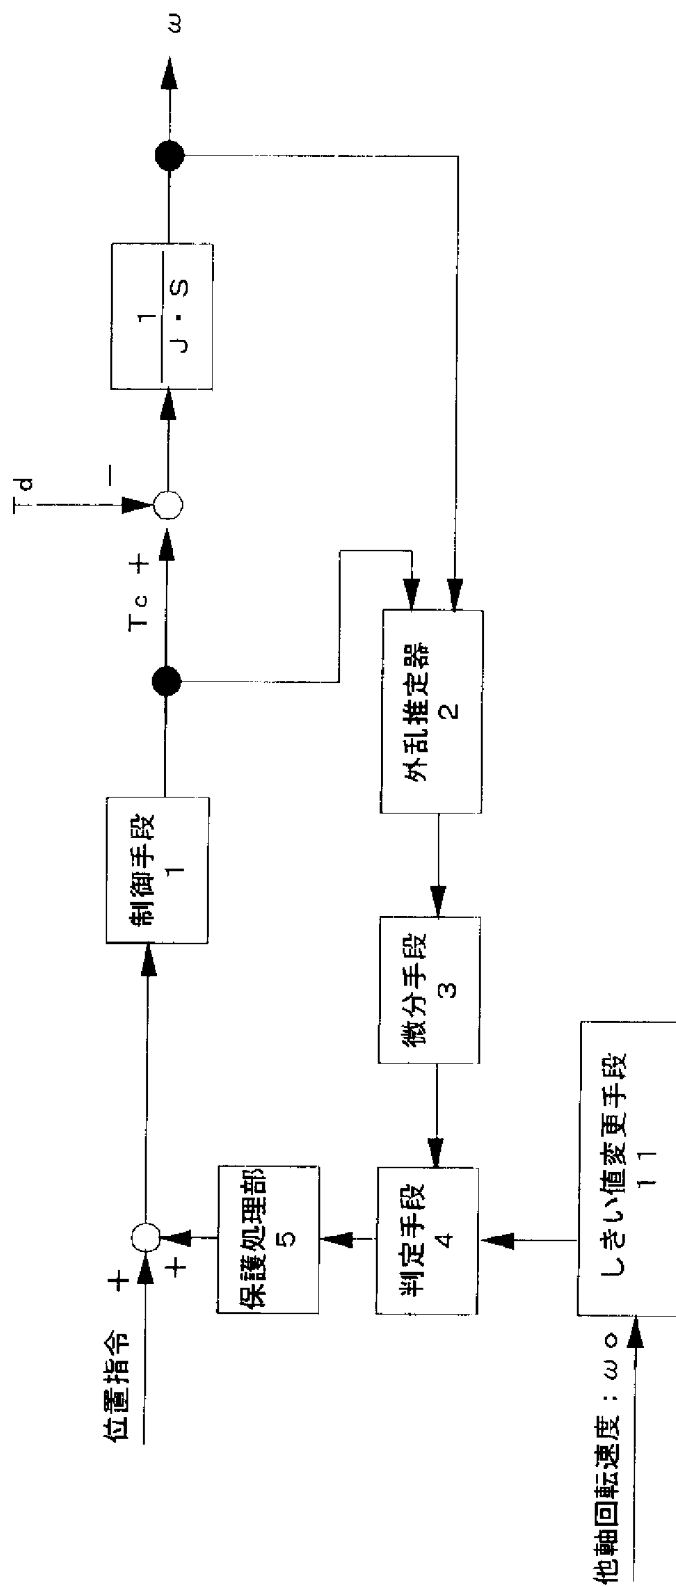 位置指令
+
+
制御手段
1
Tc
+
Td
−
1
J・S
ω
外乱推定器
2
微分手段
3
判定手段
4
保護処理部
5
しきい値変更手段
11
他軸回転速度：ωo